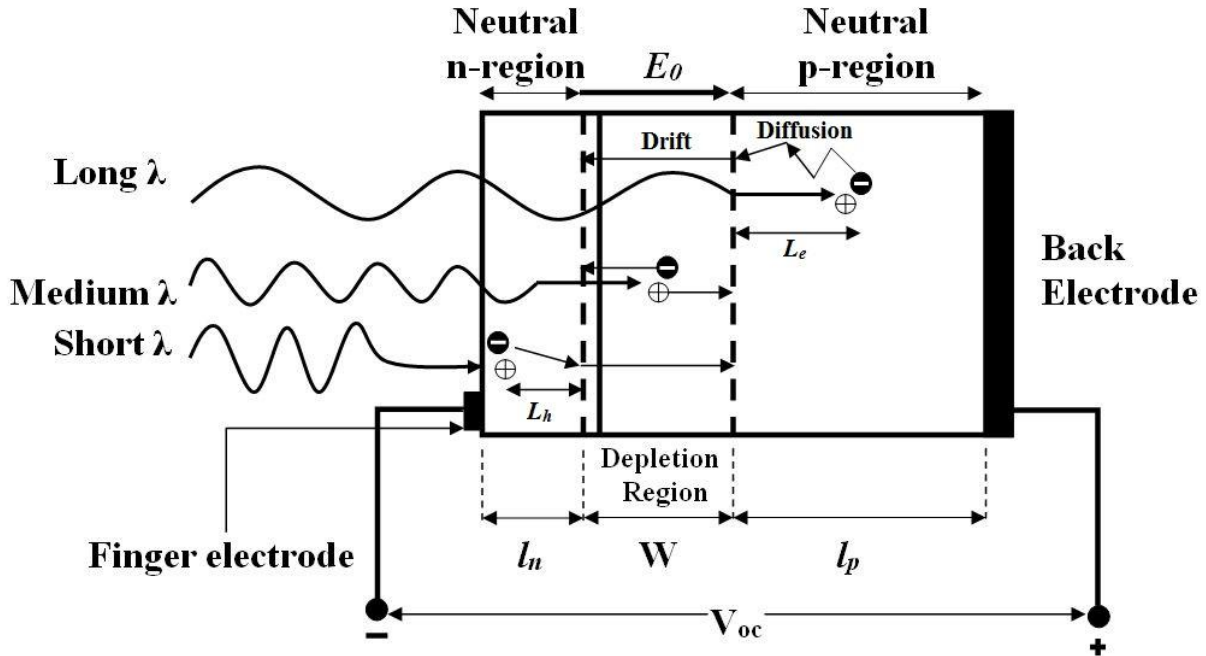 Neutral
n-region
E₀
Neutral
p-region
Drift
Diffusion
Long λ
Lₑ
Medium λ
Short λ
Lₕ
Back
Electrode
Depletion
Region
Finger electrode
lₙ
W
lₚ
Vₒc
−
+